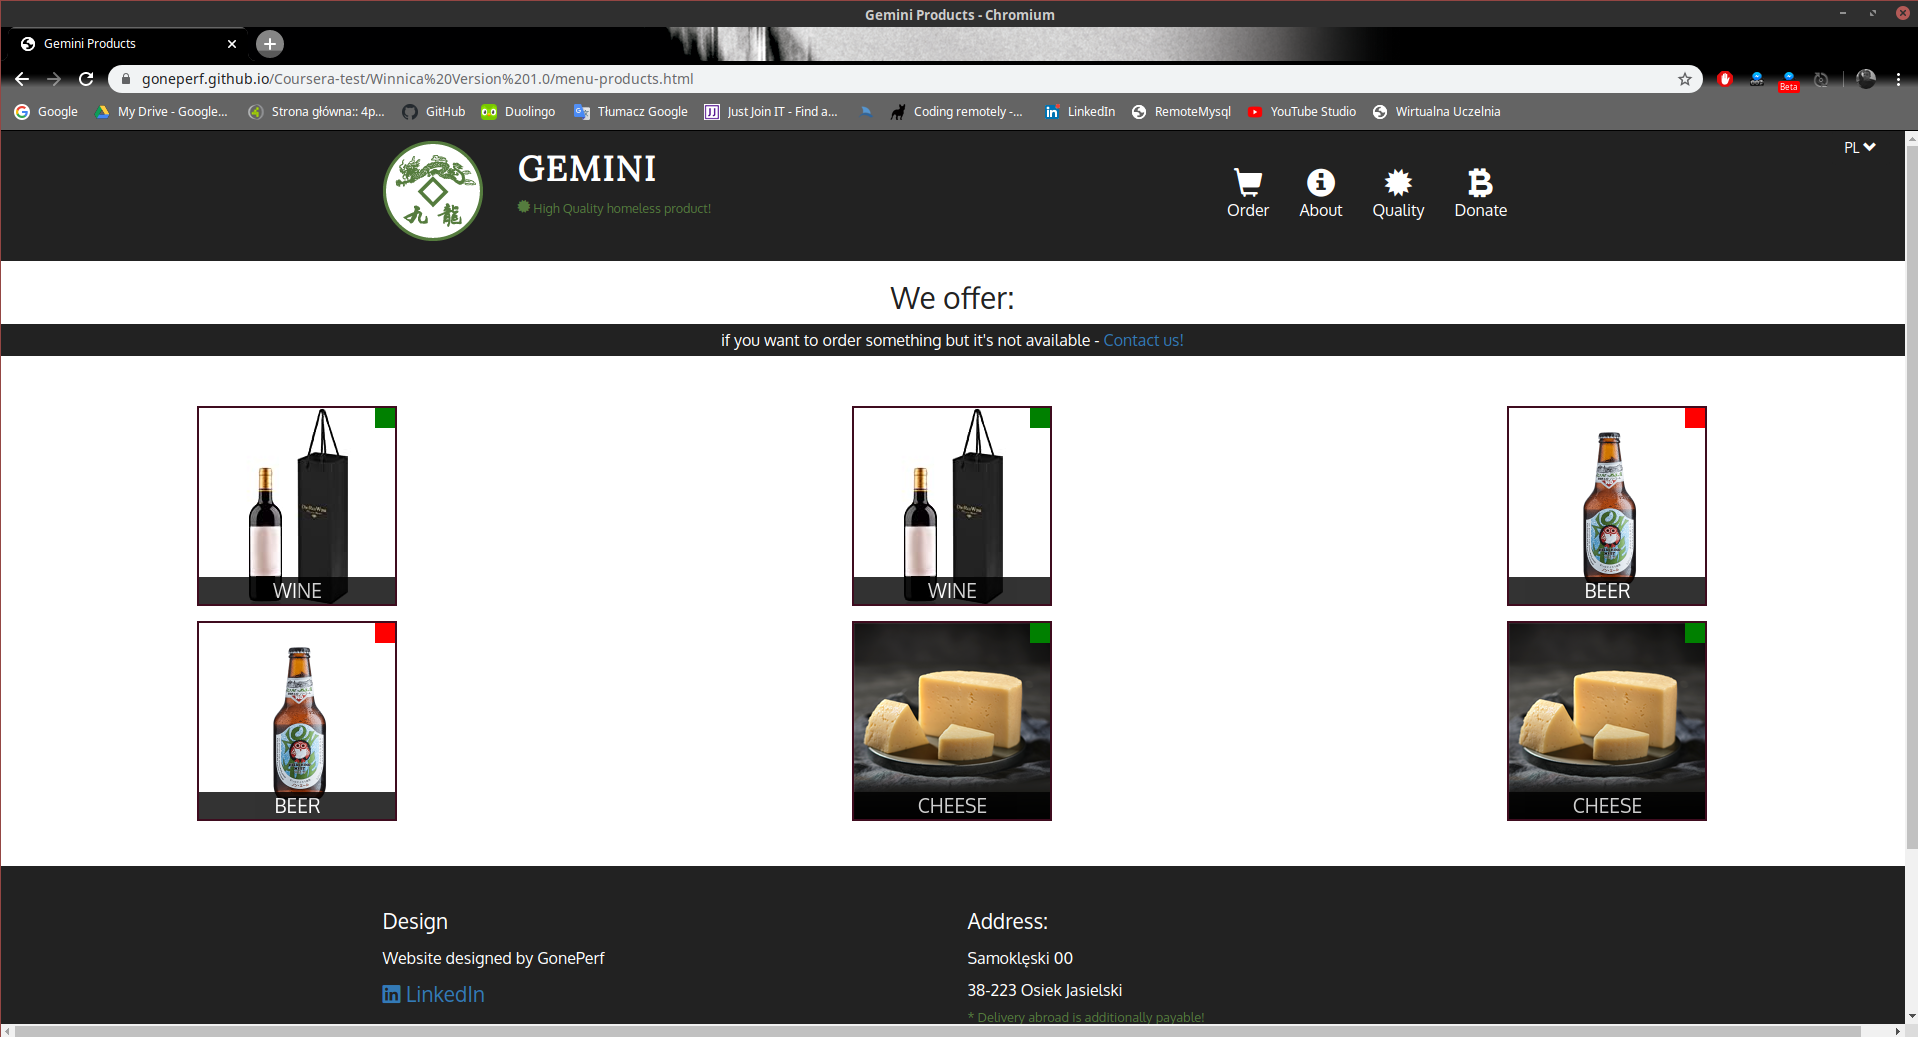 Gemini Products - Chromium
Gemini Products
goneperf.github.io/Coursera-test/Winnica%20Version%201.0/menu-products.html
Beta
Google
My Drive - Google...
Strona główna:: 4p...
GitHub
Duolingo
Tłumacz Google
Just Join IT - Find a...
Coding remotely -...
LinkedIn
RemoteMysql
YouTube Studio
Wirtualna Uczelnia
PL
九龍
GEMINI
High Quality homeless product!
Order
About
Quality
Donate
We offer:
if you want to order something but it's not available - Contact us!
WINE
WINE
BEER
BEER
CHEESE
CHEESE
Design
Website designed by GonePerf
LinkedIn
Address:
Samoklęski 00
38-223 Osiek Jasielski
* Delivery abroad is additionally payable!